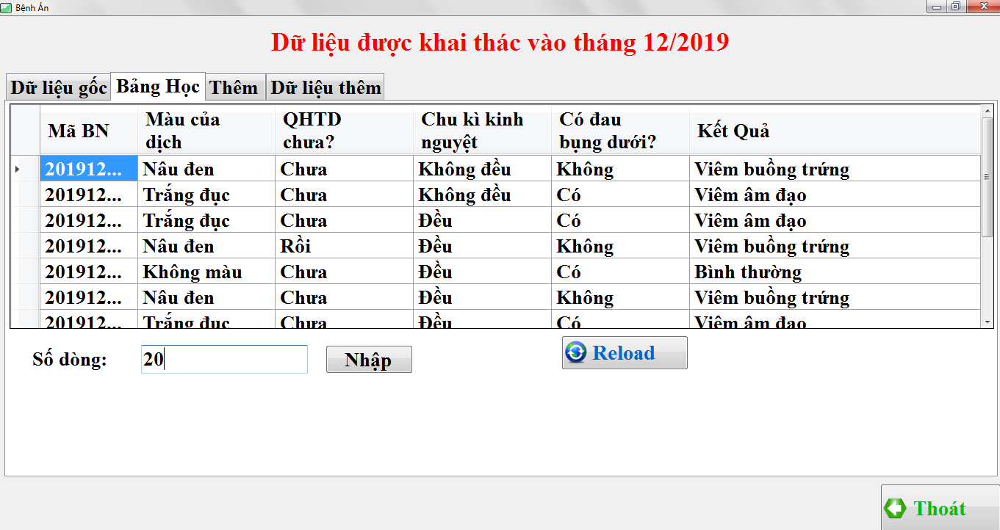 Bệnh Án
Dữ liệu được khai thác vào tháng 12/2019
Dữ liệu gốc Bảng Học Thêm Dữ liệu thêm
Mã BN Màu của dịch QHTD chưa? Chu kì kinh nguyệt Có đau bụng dưới? Kết Quả
201912... Nâu đen Chưa Không đều Không Viêm buồng trứng
201912... Trắng đục Chưa Không đều Có Viêm âm đạo
201912... Trắng đục Chưa Đều Có Viêm âm đạo
201912... Nâu đen Rồi Đều Không Viêm buồng trứng
201912... Không màu Chưa Đều Có Bình thường
201912... Nâu đen Chưa Đều Không Viêm buồng trứng
201912... Trắng đục Chưa Đều Có Viêm âm đạo
Số dòng: 20 Nhập Reload
Thoát